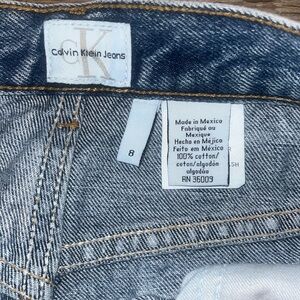 CK
Calvin Klein Jeans
8
Made in Mexico
Fabriqué au
Mexique
Hecho en Méjico
Feito em México
100% cotton/
coton/algodón
algodão
RN 36009